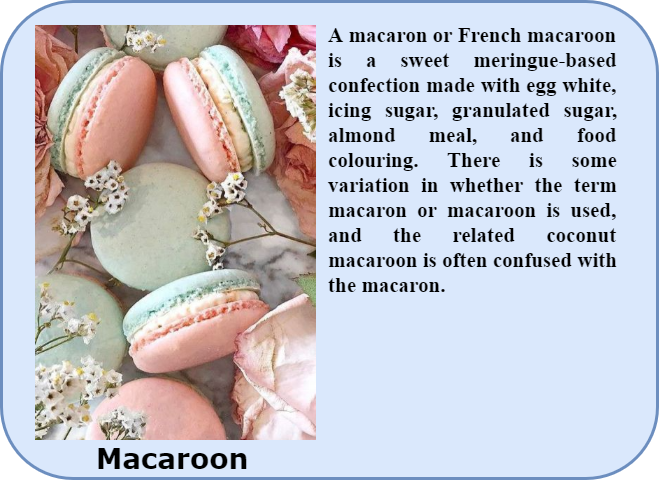 A macaron or French macaroon
is a sweet meringue-based
confection made with egg white,
icing sugar, granulated sugar,
almond meal, and food
colouring. There is some
variation in whether the term
macaron or macaroon is used,
and the related coconut
macaroon is often confused with
the macaron.
Macaroon